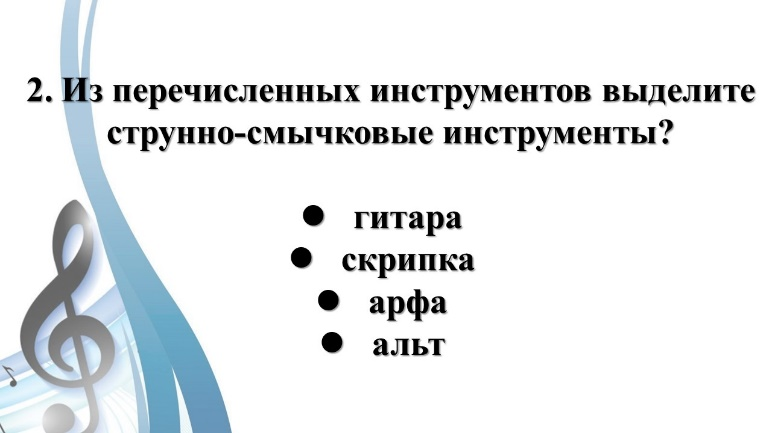 2. Из перечисленных инструментов выделите
струнно-смычковые инструменты?
● гитара
● скрипка
● арфа
● альт